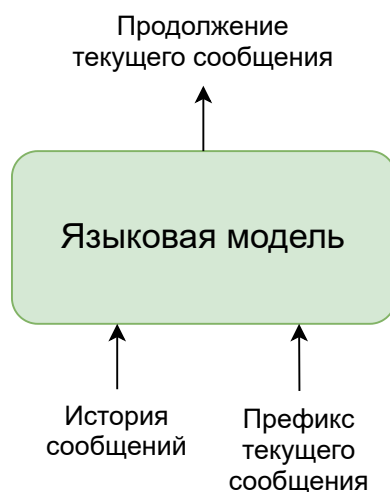 Продолжение
текущего сообщения
Языковая модель
История
сообщений
Префикс
текущего
сообщения